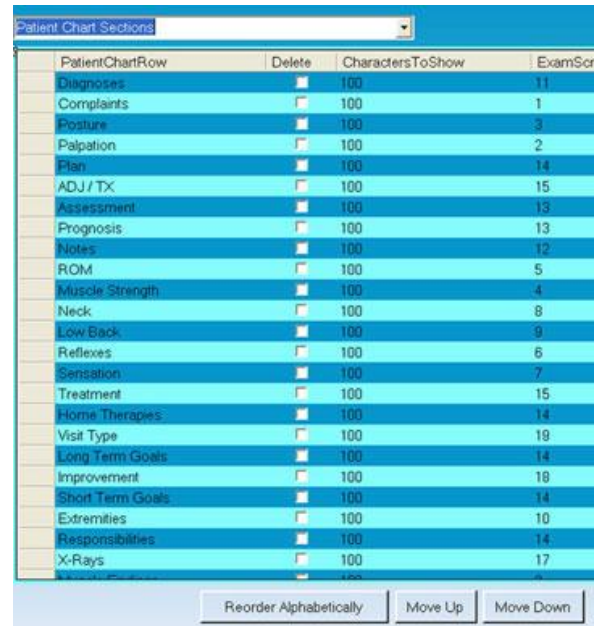 Patient Chart Sections
PatientChartRow Delete CharactersToShow ExamScr
Diagnoses 100 11
Complaints 100 1
Posture 100 3
Palpation 100 2
Plan 100 14
ADJ / TX 100 15
Assessment 100 13
Prognosis 100 13
Notes 100 12
ROM 100 5
Muscle Strength 100 4
Neck 100 8
Low Back 100 9
Reflexes 100 6
Sensation 100 7
Treatment 100 15
Home Therapies 100 14
Visit Type 100 19
Long Term Goals 100 14
Improvement 100 18
Short Term Goals 100 14
Extremities 100 10
Responsibilities 100 14
X-Rays 100 17
Reorder Alphabetically Move Up Move Down